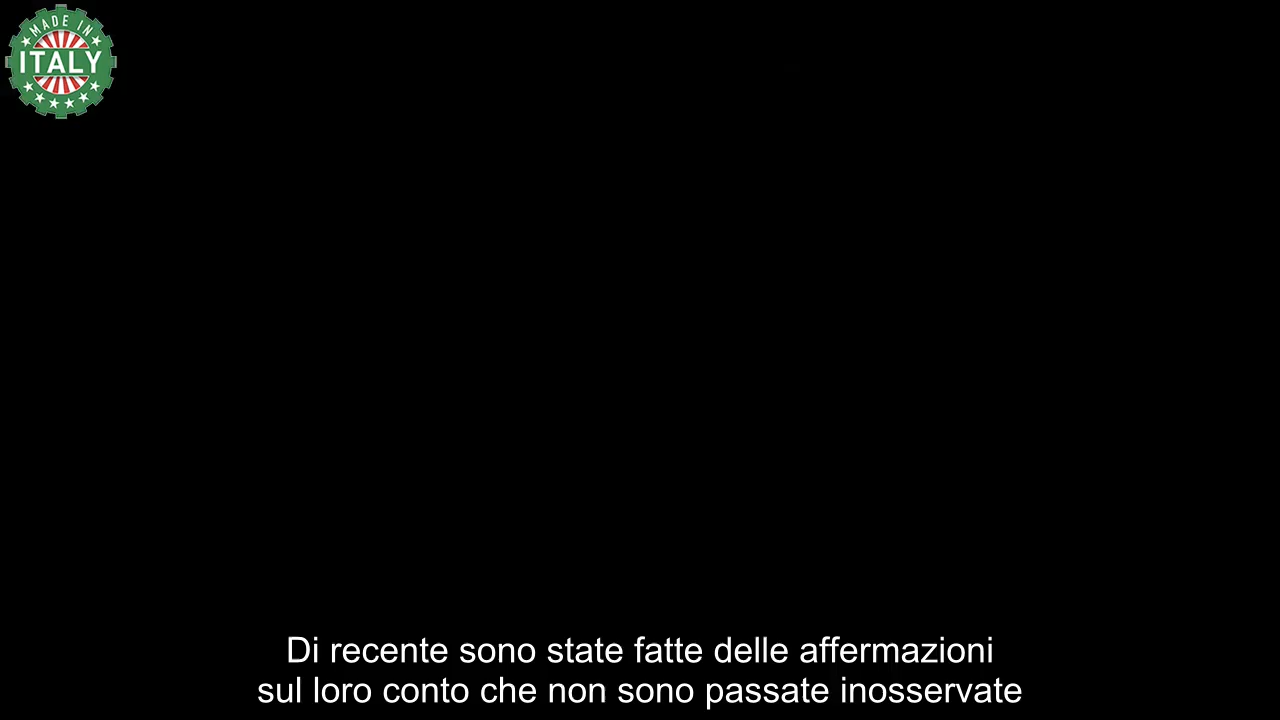 MADE IN
ITALY
Di recente sono state fatte delle affermazioni
sul loro conto che non sono passate inosservate